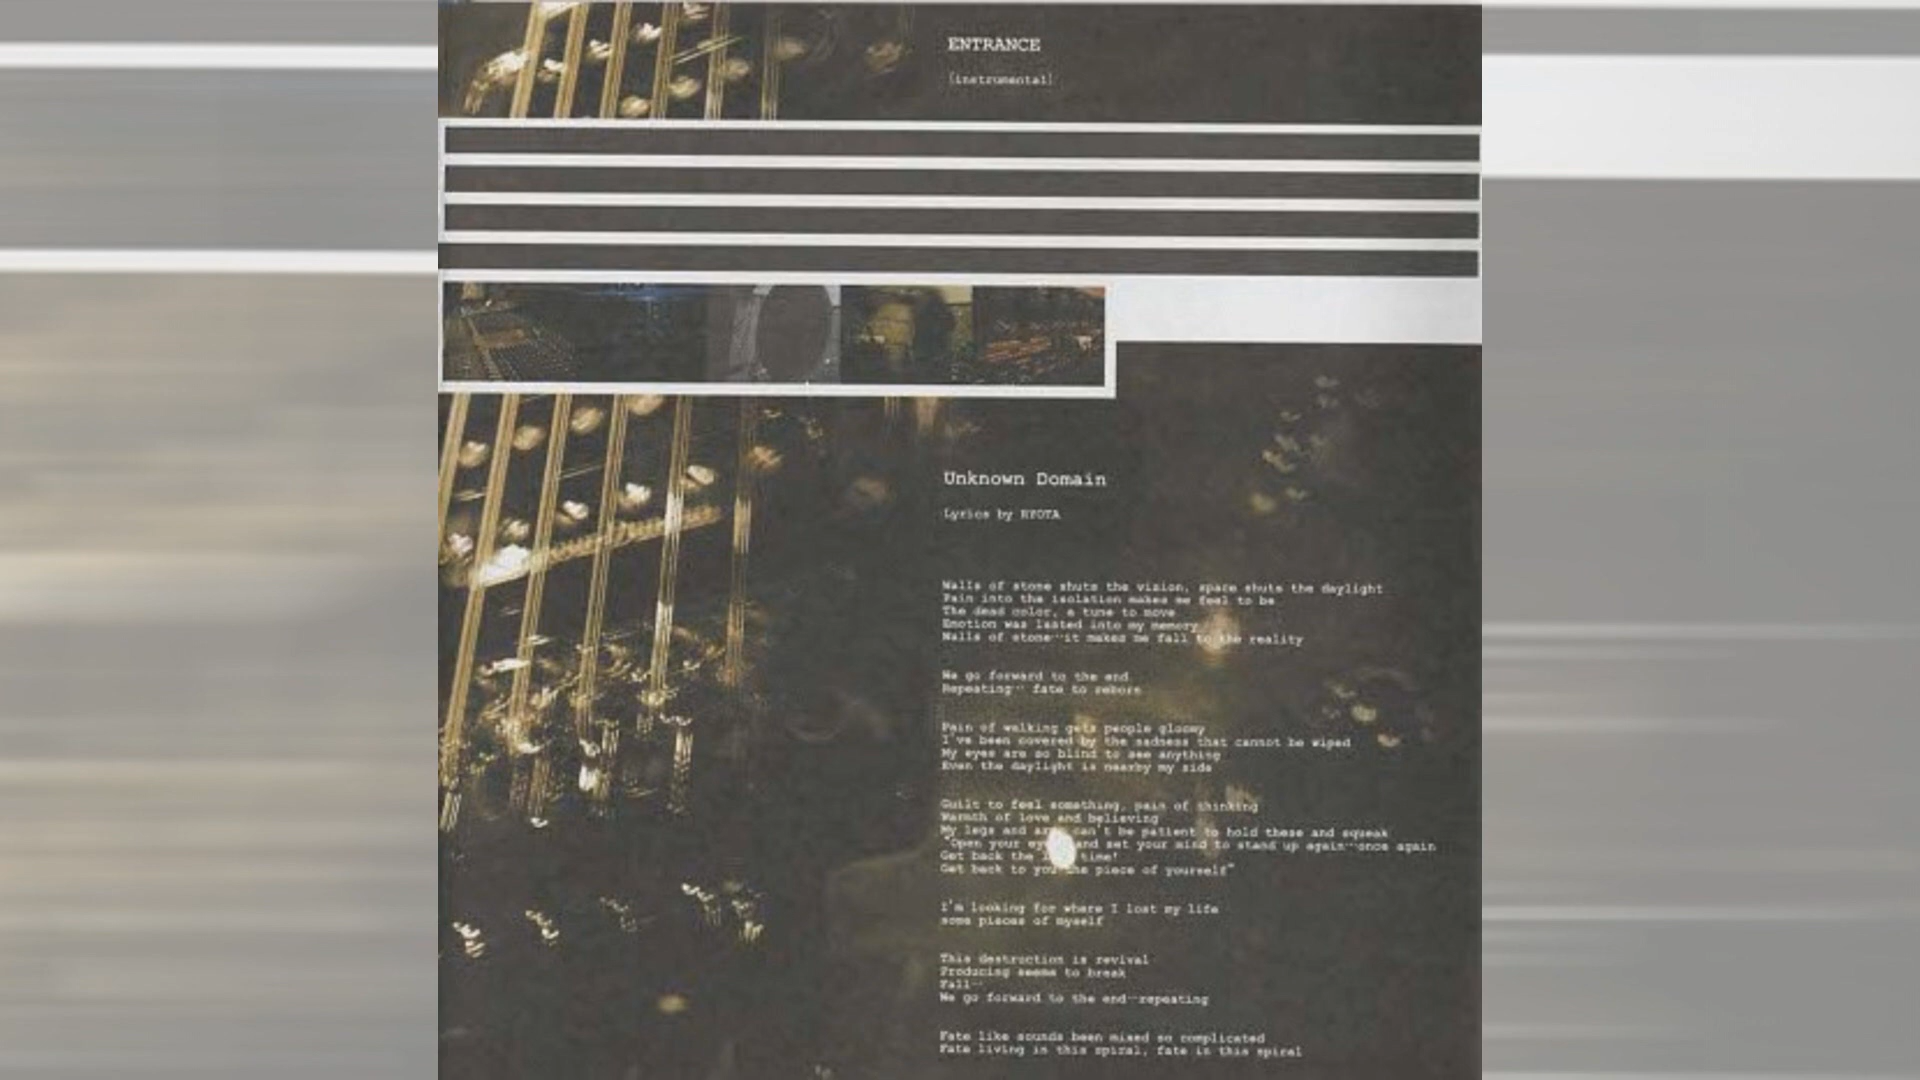 ENTRANCE
(instrumental)
Unknown Domain
Lyrics by RYOTA
Walls of stone shuts the vision, space shuts the daylight
Pain into the isolation makes me feel to be
The dead color, a tune to move
Emotion was lasted into my memory
Walls of stone…it makes me fall to the reality
We go forward to the end
Repeating… fate to reborn
Pain of walking gets people gloomy
I've been covered by the sadness that cannot be wiped
My eyes are so blind to see anything
Even the daylight is nearby my side
Guilt to feel something, pain of thinking
Warmth of love and believing
My legs and can't be patient to hold these and squeak
"Open your and set your mind to stand up again…once again
Get back the time!
Get back to you the piece of yourself"
I'm looking for where I lost my life
some pieces of myself
This destruction is revival
Producing seems to break
Fall…
We go forward to the end…repeating
Fate like sounds been mixed so complicated
Fate living in this spiral, fate in this spiral